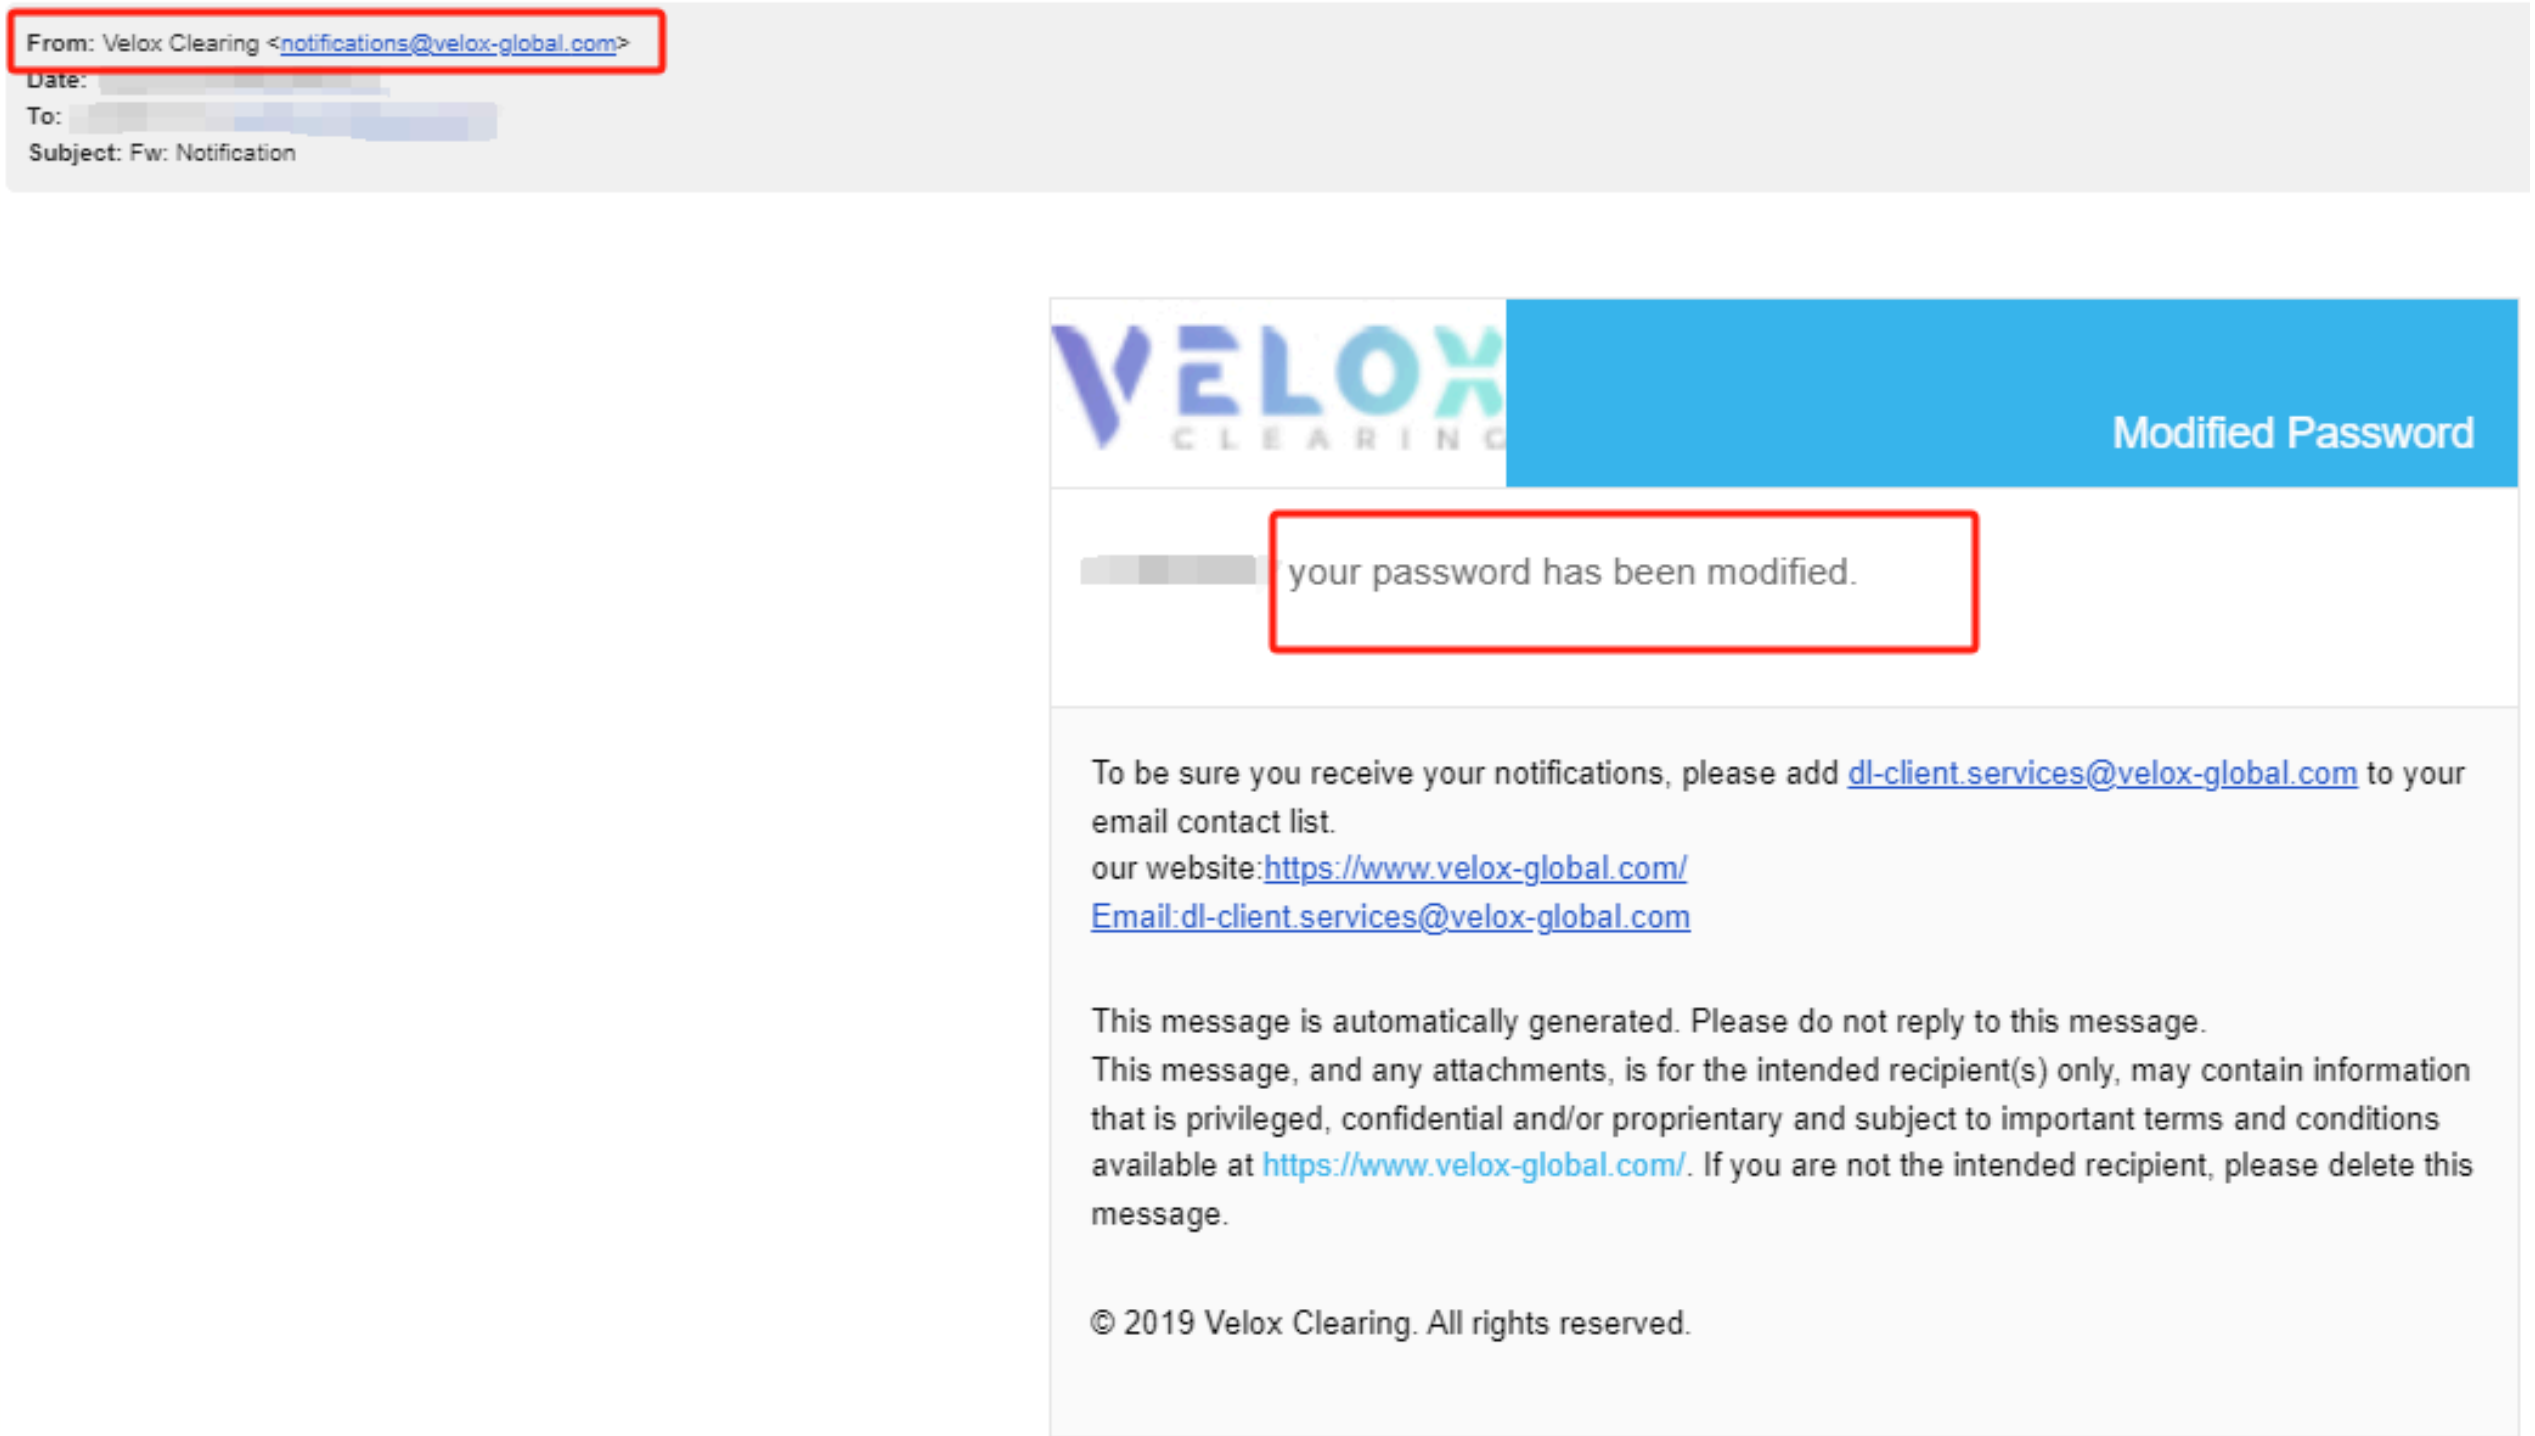 From: Velox Clearing <notifications@velox-global.com>
Date:
To:
Subject: Fw: Notification
VELOX
CLEARING
Modified Password
your password has been modified.
To be sure you receive your notifications, please add dl-client.services@velox-global.com to your
email contact list.
our website:https://www.velox-global.com/
Email:dl-client.services@velox-global.com
This message is automatically generated. Please do not reply to this message.
This message, and any attachments, is for the intended recipient(s) only, may contain information
that is privileged, confidential and/or proprientary and subject to important terms and conditions
available at https://www.velox-global.com/. If you are not the intended recipient, please delete this
message.
© 2019 Velox Clearing. All rights reserved.